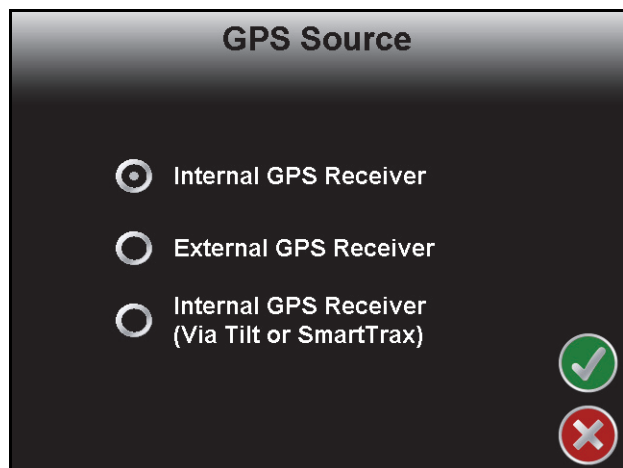 GPS Source
Internal GPS Receiver
External GPS Receiver
Internal GPS Receiver
(Via Tilt or SmartTrax)